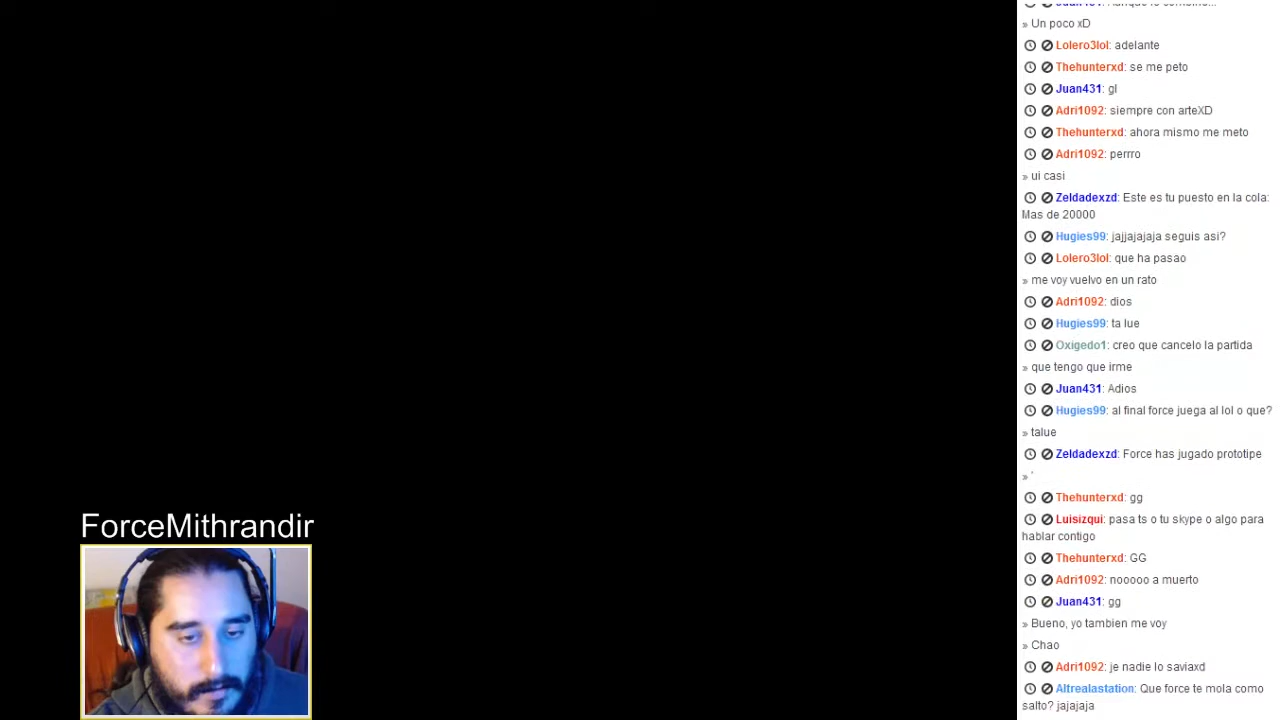 » Un poco xD
Lolero3lol: adelante
Thehunterxd: se me peto
Juan431: gl
Adri1092: siempre con arteXD
Thehunterxd: ahora mismo me meto
Adri1092: perrro
» ui casi
Zeldadexzd: Este es tu puesto en la cola:
Mas de 20000
Hugies99: jajjajajaja seguis asi?
Lolero3lol: que ha pasao
» me voy vuelvo en un rato
Adri1092: dios
Hugies99: ta lue
Oxigedo1: creo que cancelo la partida
» que tengo que irme
Juan431: Adios
Hugies99: al final force juega al lol o que?
» talue
Zeldadexzd: Force has jugado prototipe
» '
Thehunterxd: gg
Luisizqui: pasa ts o tu skype o algo para
hablar contigo
Thehunterxd: GG
Adri1092: nooooo a muerto
Juan431: gg
» Bueno, yo tambien me voy
» Chao
Adri1092: je nadie lo saviaxd
Altrealastation: Que force te mola como
salto? jajajaja
ForceMithrandir